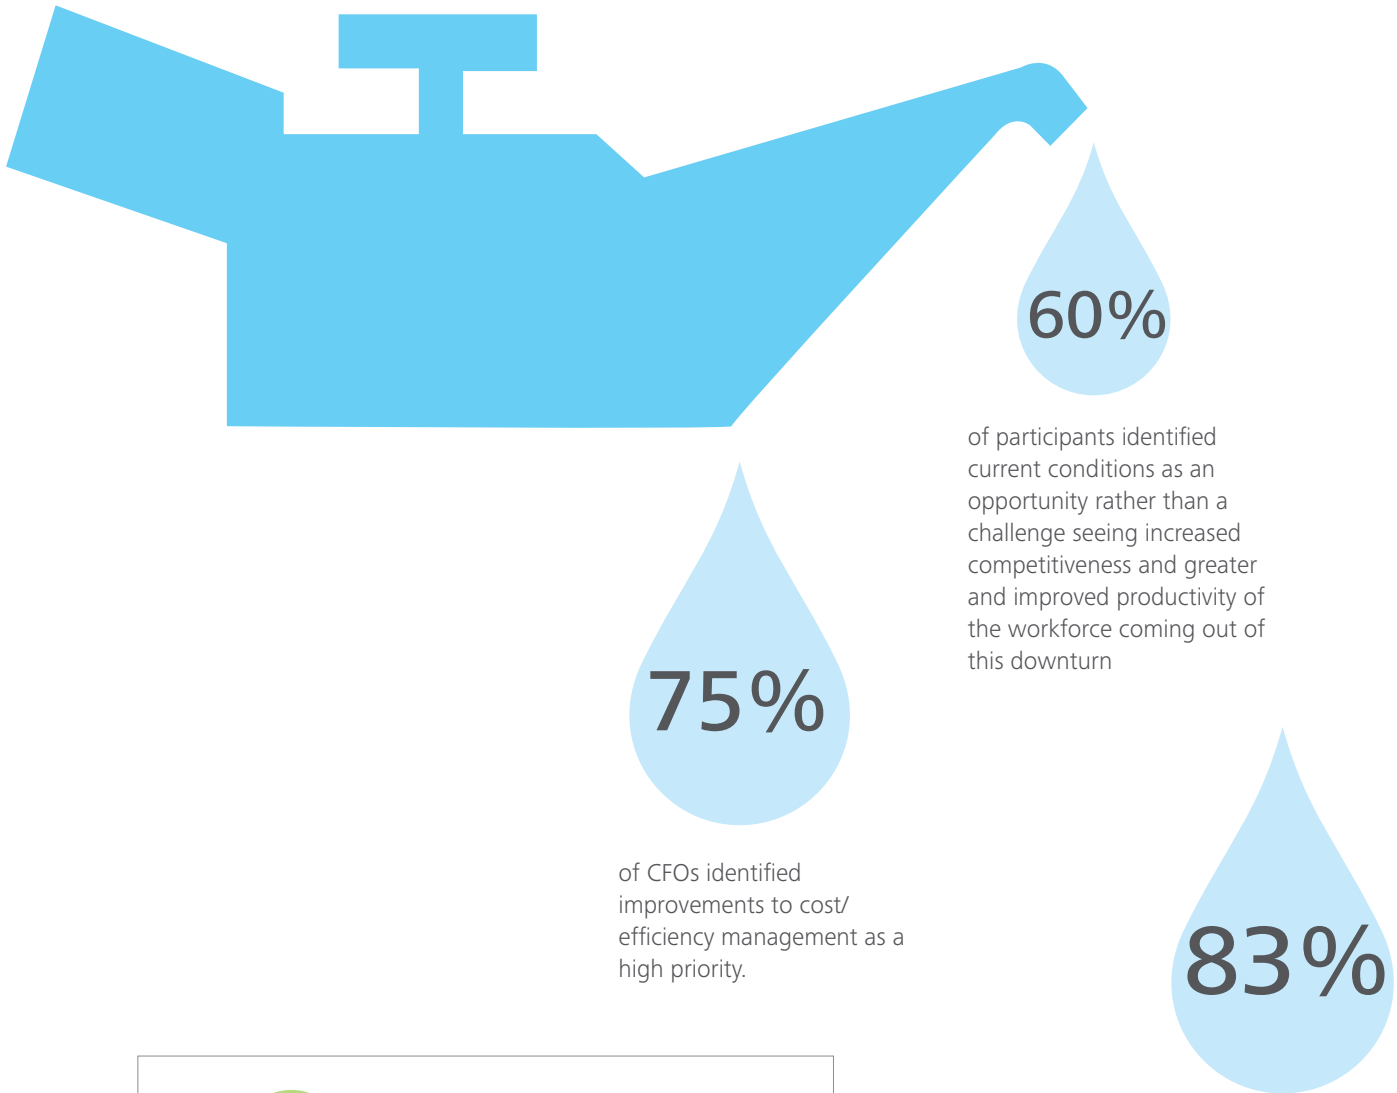 60%
of participants identified
current conditions as an
opportunity rather than a
challenge seeing increased
competitiveness and greater
and improved productivity of
the workforce coming out of
this downturn
75%
of CFOs identified
improvements to cost/
efficiency management as a
high priority.
83%